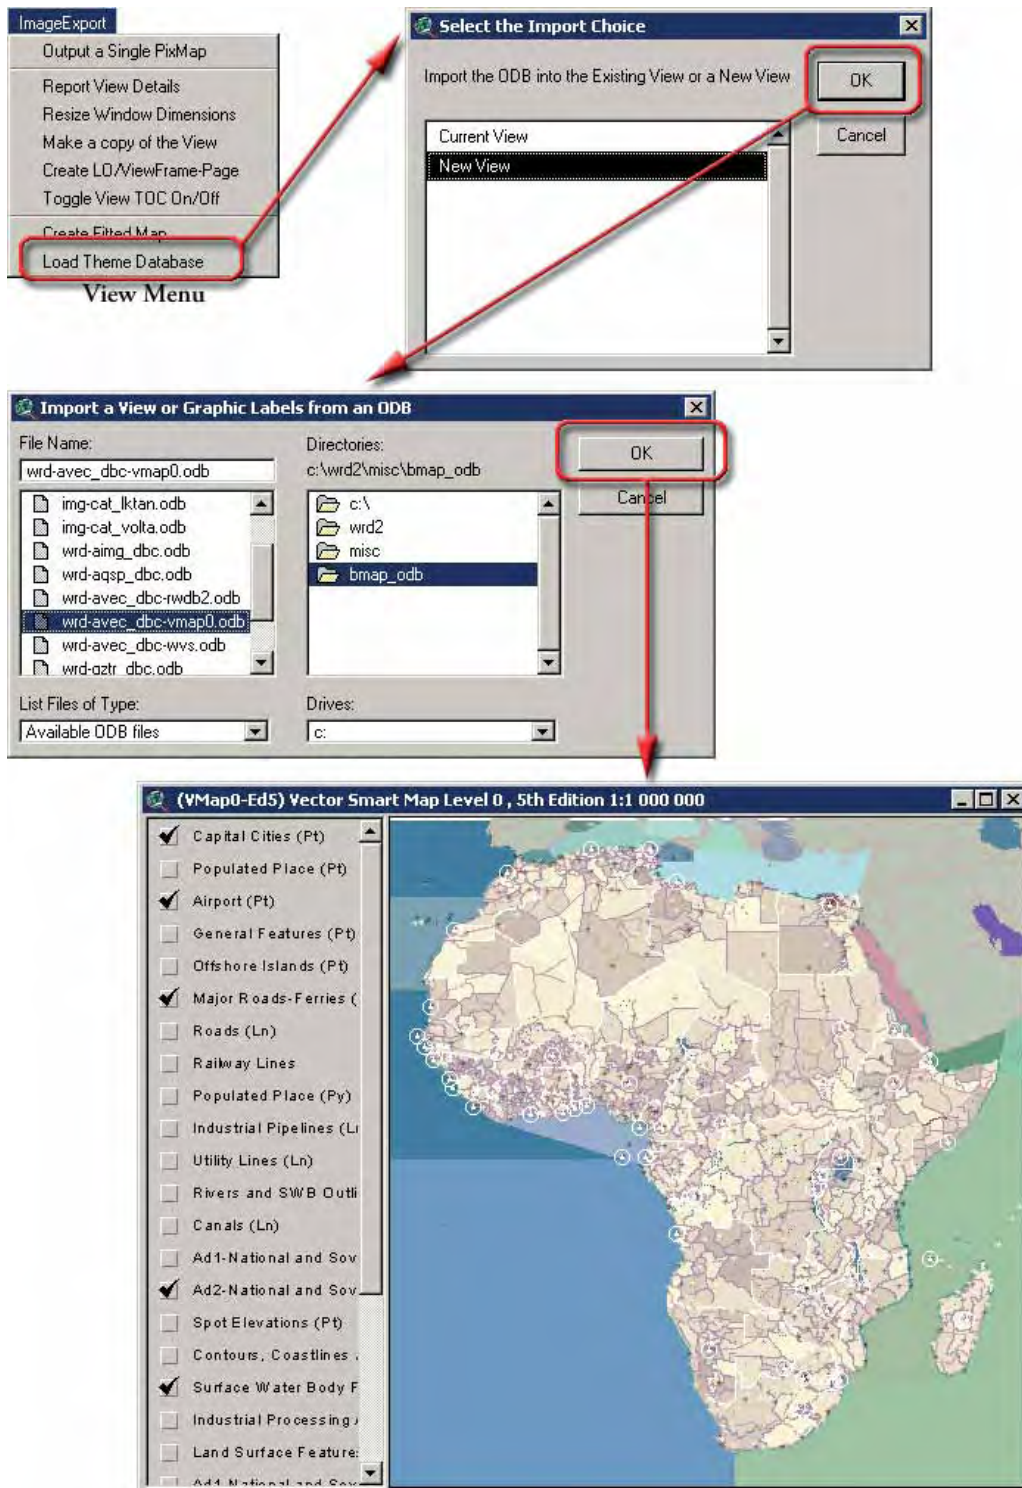 ImageExport
Output a Single PixMap
Report View Details
Resize Window Dimensions
Make a copy of the View
Create LO/ViewFrame-Page
Toggle View TOC On/Off
Create Fitted Map
Load Theme Database
View Menu
Select the Import Choice
Import the ODB into the Existing View or a New View
OK
Cancel
Current View
New View
Import a View or Graphic Labels from an ODB
File Name:
wrd-avec_dbc-vmap0.odb
img-cat_lktan.odb
img-cat_volta.odb
wrd-aimg_dbc.odb
wrd-aqsp_dbc.odb
wrd-avec_dbc-rwdb2.odb
wrd-avec_dbc-vmap0.odb
wrd-avec_dbc-wvs.odb
wrd-gztr_dbc.odb
List Files of Type:
Available ODB files
Directories:
c:\wrd2\misc\bmap_odb
c:\
wrd2
misc
bmap_odb
Drives:
c:
OK
Cancel
(VMap0-Ed5) Vector Smart Map Level 0 , 5th Edition 1:1 000 000
Capital Cities (Pt)
Populated Place (Pt)
Airport (Pt)
General Features (Pt)
Offshore Islands (Pt)
Major Roads-Ferries (
Roads (Ln)
Railway Lines
Populated Place (Py)
Industrial Pipelines (Ln
Utility Lines (Ln)
Rivers and SWB Outli
Canals (Ln)
Ad1-National and Sov
Ad2-National and Sov
Spot Elevations (Pt)
Contours, Coastlines
Surface Water Body F
Industrial Processing
Land Surface Feature
Ad1-National and Sov